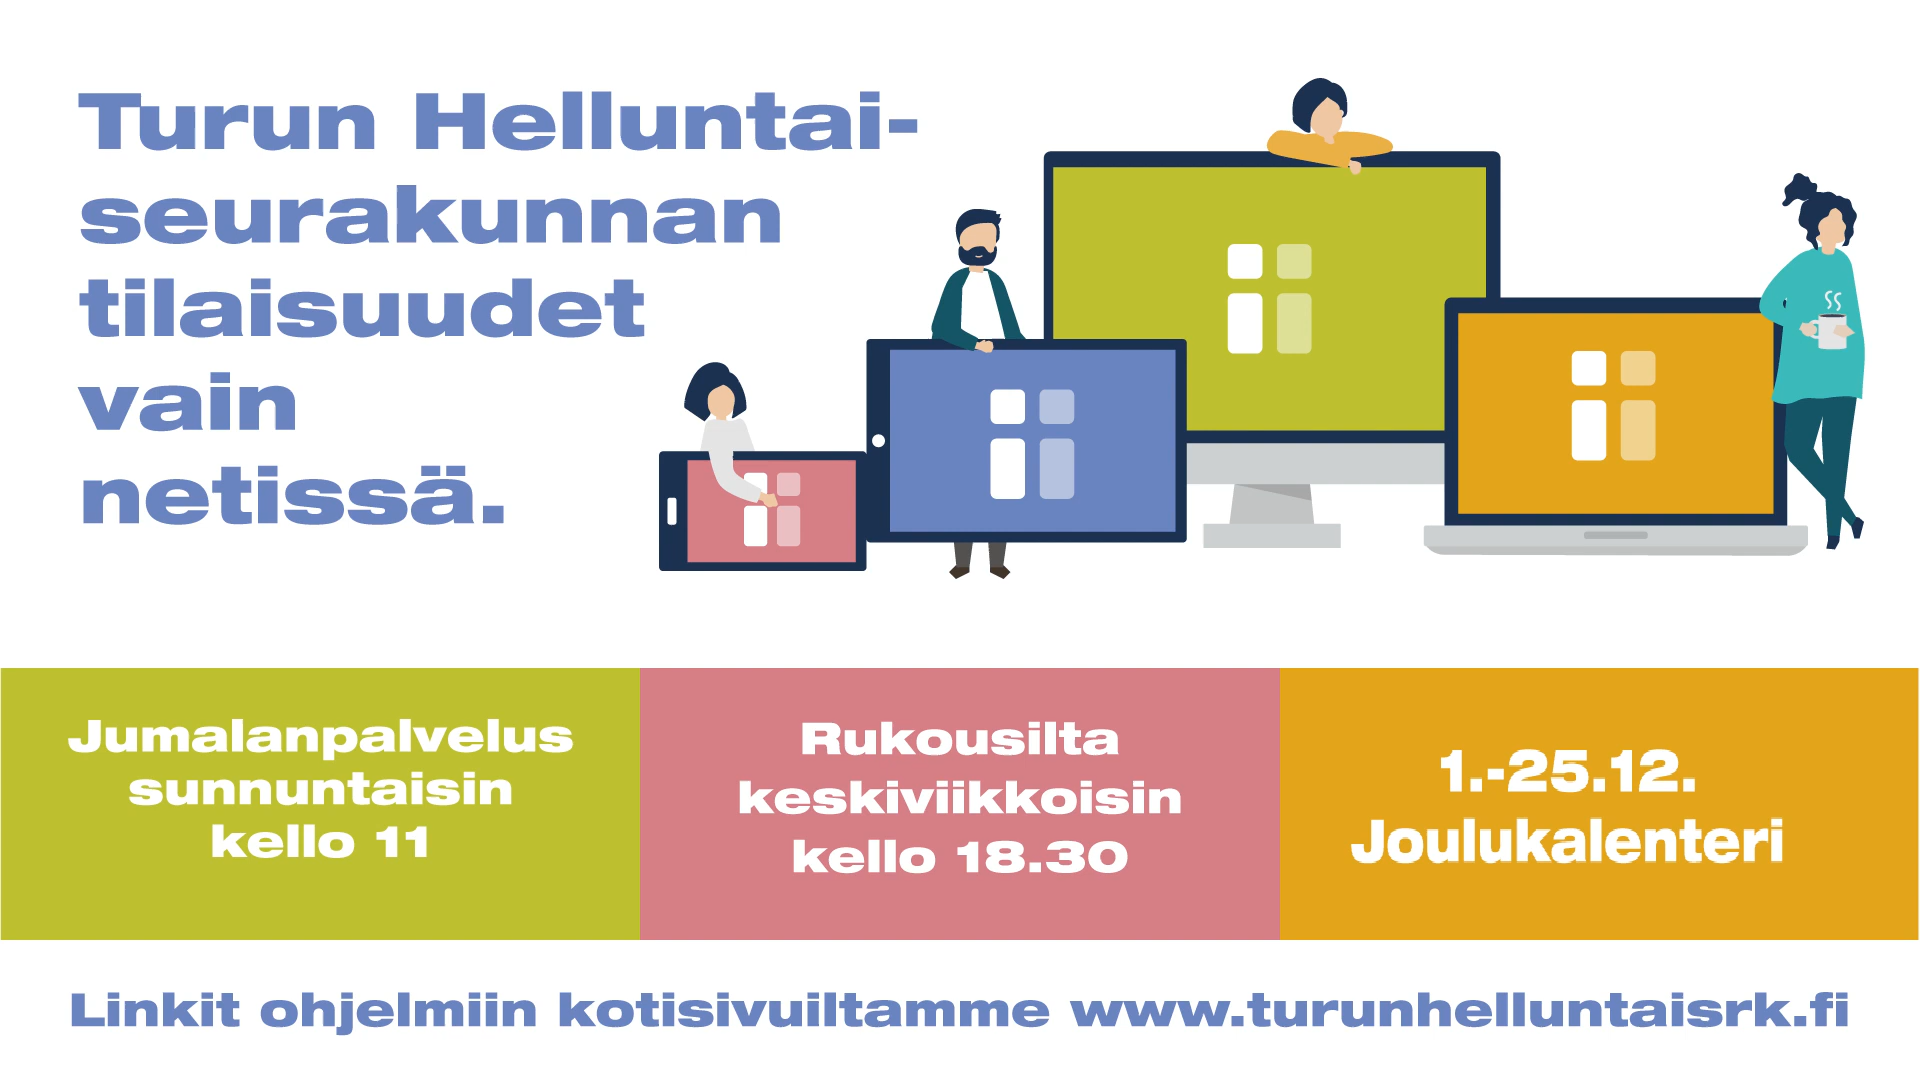 Turun Helluntai-
seurakunnan
tilaisuudet
vain
netissä.
Jumalanpalvelus
sunnuntaisin
kello 11
Rukousilta
keskiviikkoisin
kello 18.30
1.-25.12.
Joulukalenteri
Linkit ohjelmiin kotisivuiltamme www.turunhelluntaisrk.fi